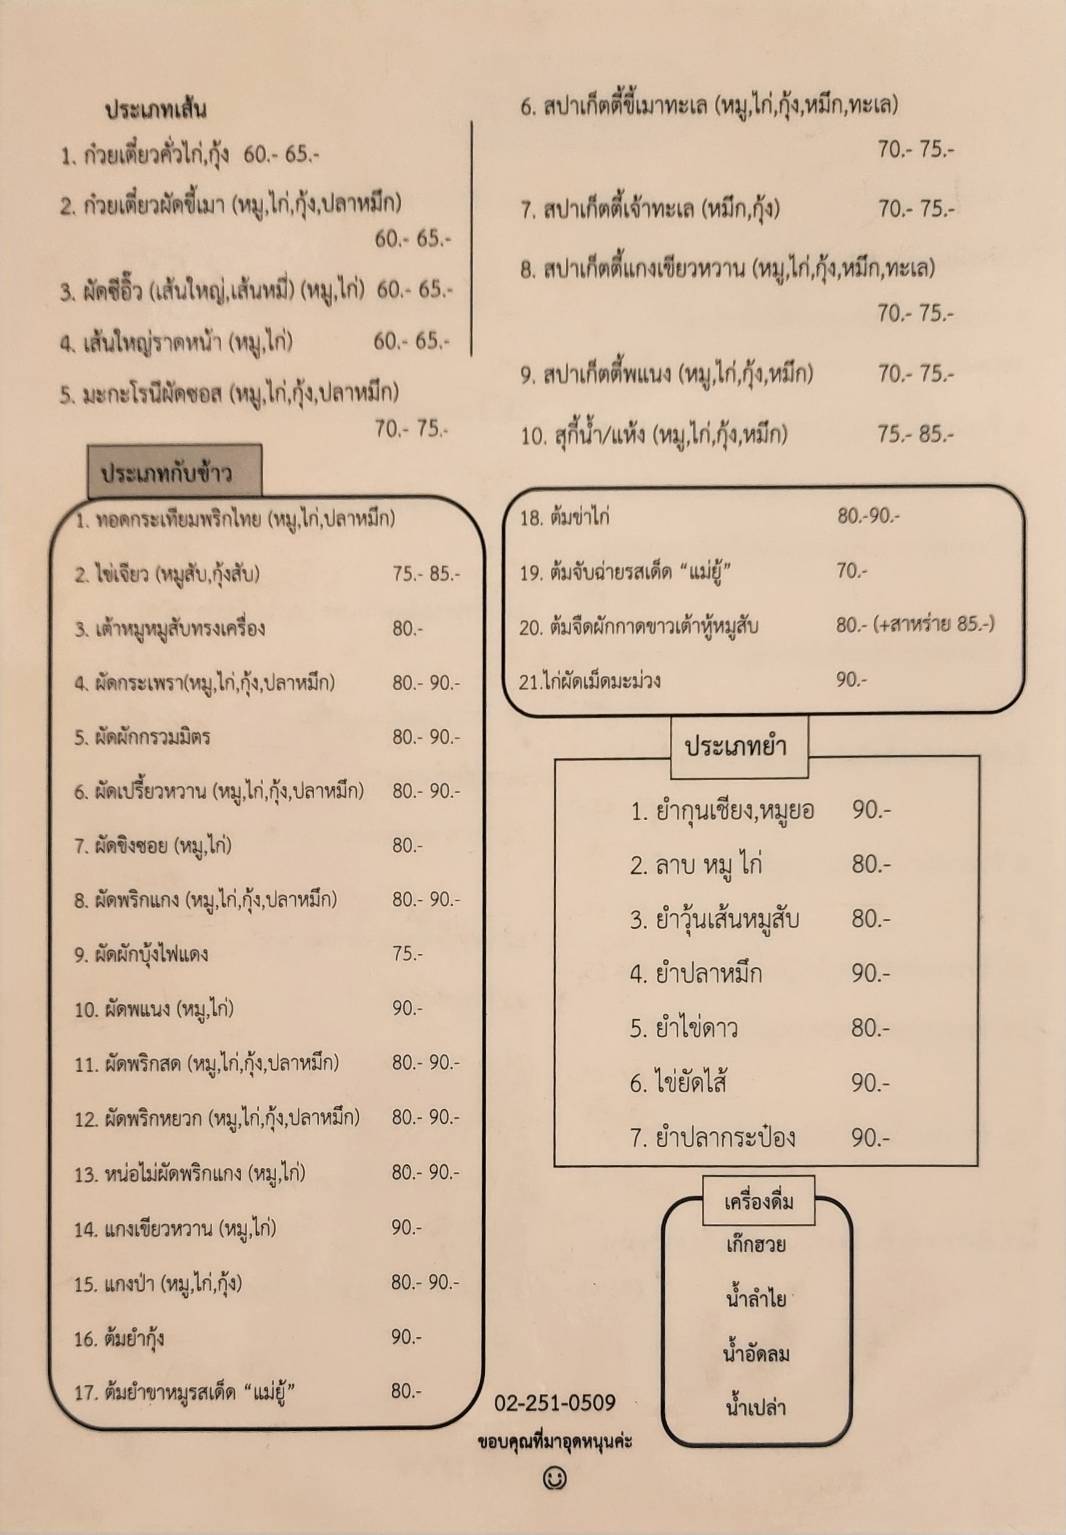 ประเภทเส้น
1. ก๋วยเตี๋ยวคั่วไก่,กุ้ง 60.- 65.-
2. ก๋วยเตี๋ยวผัดขี้เมา (หมู,ไก่,กุ้ง,ปลาหมึก)
60.- 65.-
3. ผัดซีอิ๊ว (เส้นใหญ่,เส้นหมี่) (หมู,ไก่) 60.- 65.-
4. เส้นใหญ่ราดหน้า (หมู,ไก่) 60.- 65.-
5. มะกะโรนีผัดซอส (หมู,ไก่,กุ้ง,ปลาหมึก)
70.- 75.-
6. สปาเก็ตตี้ขี้เมาทะเล (หมู,ไก่,กุ้ง,หมึก,ทะเล)
70.- 75.-
7. สปาเก็ตตี้เจ้าทะเล (หมึก,กุ้ง) 70.- 75.-
8. สปาเก็ตตี้แกงเขียวหวาน (หมู,ไก่,กุ้ง,หมึก,ทะเล)
70.- 75.-
9. สปาเก็ตตี้พแนง (หมู,ไก่,กุ้ง,หมึก) 70.- 75.-
10. สุกี้น้ำ/แห้ง (หมู,ไก่,กุ้ง,หมึก) 75.- 85.-
ประเภทกับข้าว
1. ทอดกระเทียมพริกไทย (หมู,ไก่,ปลาหมึก)
2. ไข่เจียว (หมูสับ,กุ้งสับ) 75.- 85.-
3. เต้าหมูหมูสับทรงเครื่อง 80.-
4. ผัดกระเพรา(หมู,ไก่,กุ้ง,ปลาหมึก) 80.- 90.-
5. ผัดผักกรวมมิตร 80.- 90.-
6. ผัดเปรี้ยวหวาน (หมู,ไก่,กุ้ง,ปลาหมึก) 80.- 90.-
7. ผัดขิงซอย (หมู,ไก่) 80.-
8. ผัดพริกแกง (หมู,ไก่,กุ้ง,ปลาหมึก) 80.- 90.-
9. ผัดผักบุ้งไฟแดง 75.-
10. ผัดพแนง (หมู,ไก่) 90.-
11. ผัดพริกสด (หมู,ไก่,กุ้ง,ปลาหมึก) 80.- 90.-
12. ผัดพริกหยวก (หมู,ไก่,กุ้ง,ปลาหมึก) 80.- 90.-
13. หน่อไม่ผัดพริกแกง (หมู,ไก่) 80.- 90.-
14. แกงเขียวหวาน (หมู,ไก่) 90.-
15. แกงป่า (หมู,ไก่,กุ้ง) 80.- 90.-
16. ต้มยำกุ้ง 90.-
17. ต้มยำขาหมูรสเด็ด “แม่ยู้” 80.-
18. ต้มข่าไก่ 80.-90.-
19. ต้มจับฉ่ายรสเด็ด “แม่ยู้” 70.-
20. ต้มจืดผักกาดขาวเต้าหู้หมูสับ 80.- (+สาหร่าย 85.-)
21.ไก่ผัดเม็ดมะม่วง 90.-
ประเภทยำ
1. ยำกุนเชียง,หมูยอ 90.-
2. ลาบ หมู ไก่ 80.-
3. ยำวุ้นเส้นหมูสับ 80.-
4. ยำปลาหมึก 90.-
5. ยำไข่ดาว 80.-
6. ไข่ยัดไส้ 90.-
7. ยำปลากระป๋อง 90.-
เครื่องดื่ม
เก๊กฮวย
น้ำลำไย
น้ำอัดลม
น้ำเปล่า
02-251-0509
ขอบคุณที่มาอุดหนุนค่ะ